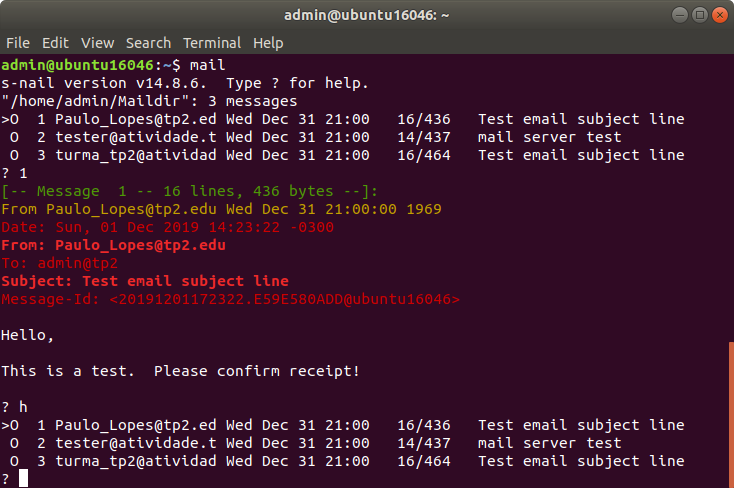 admin@ubuntu16046: ~
File Edit View Search Terminal Help
admin@ubuntu16046:~$ mail
s-nail version v14.8.6.  Type ? for help.
"/home/admin/Maildir": 3 messages
>O  1 Paulo_Lopes@tp2.ed Wed Dec 31 21:00   16/436   Test email subject line
 O  2 tester@atividade.t Wed Dec 31 21:00   14/437   mail server test
 O  3 turma_tp2@atividad Wed Dec 31 21:00   16/464   Test email subject line
? 1
[-- Message  1 -- 16 lines, 436 bytes --]:
From Paulo_Lopes@tp2.edu Wed Dec 31 21:00:00 1969
Date: Sun, 01 Dec 2019 14:23:22 -0300
From: Paulo_Lopes@tp2.edu
To: admin@tp2
Subject: Test email subject line
Message-Id: <20191201172322.E59E580ADD@ubuntu16046>
Hello,
This is a test.  Please confirm receipt!
? h
>O  1 Paulo_Lopes@tp2.ed Wed Dec 31 21:00   16/436   Test email subject line
 O  2 tester@atividade.t Wed Dec 31 21:00   14/437   mail server test
 O  3 turma_tp2@atividad Wed Dec 31 21:00   16/464   Test email subject line
?